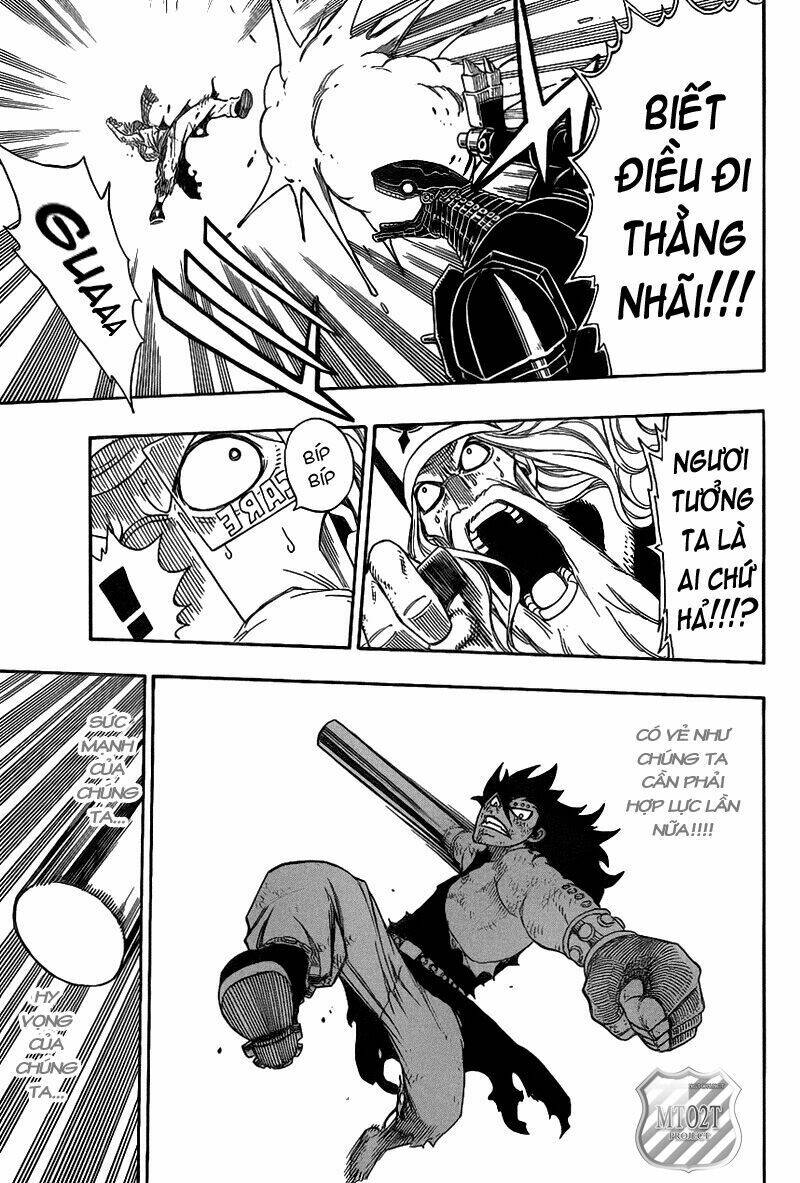 BIẾT
ĐIỀU ĐI
THẰNG
NHÃI!!!
GUAAA
NGƯƠI
TƯỞNG
TA LÀ
AI CHỨ
HẢ!!!!?
BÍP
BÍP
!!
CÓ VẺ NHƯ
CHÚNG TA
CẦN PHẢI
HỢP LỰC LẦN
NỮA!!!!
SỨC
MẠNH CỦA
CHÚNG
TA...
HY
VỌNG
CỦA
CHÚNG
TA...
MT02T
PROJECT